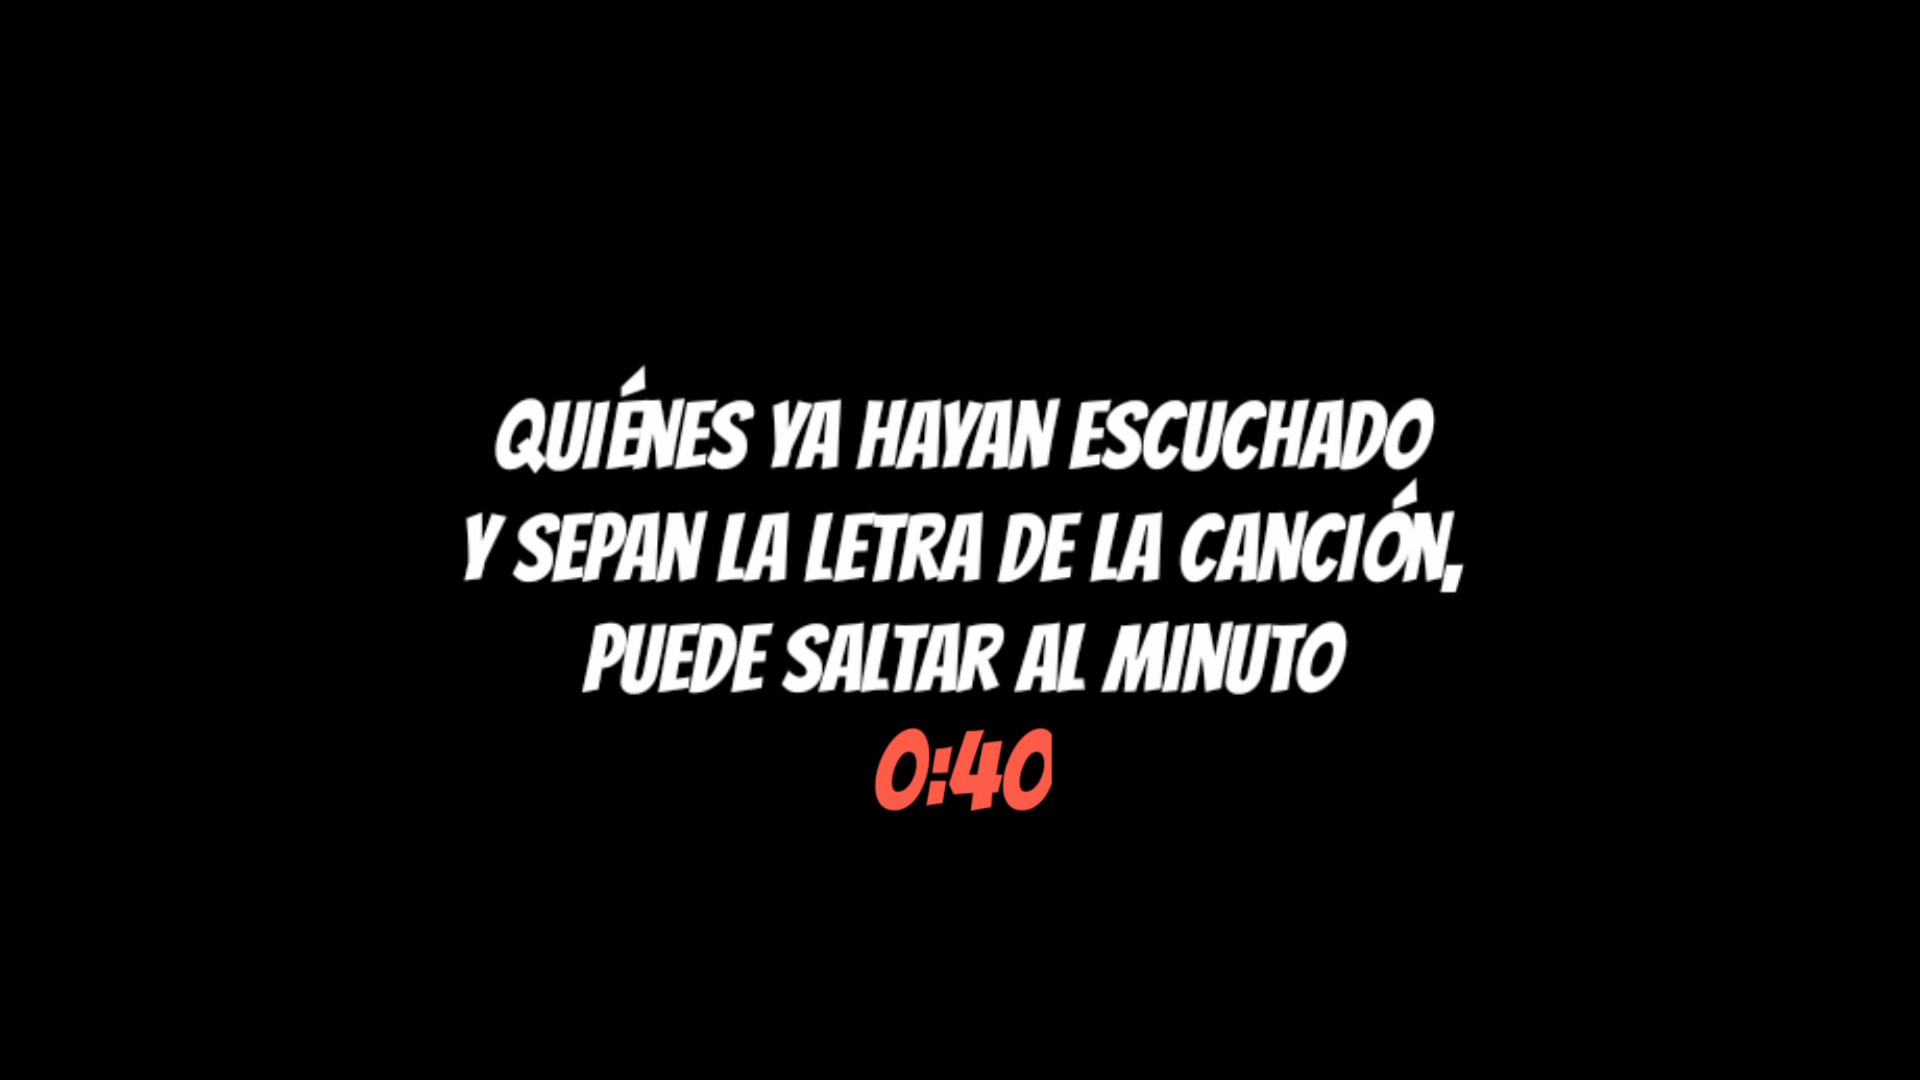 QUIÉNES YA HAYAN ESCUCHADO
Y SEPAN LA LETRA DE LA CANCIÓN,
PUEDE SALTAR AL MINUTO
0:40